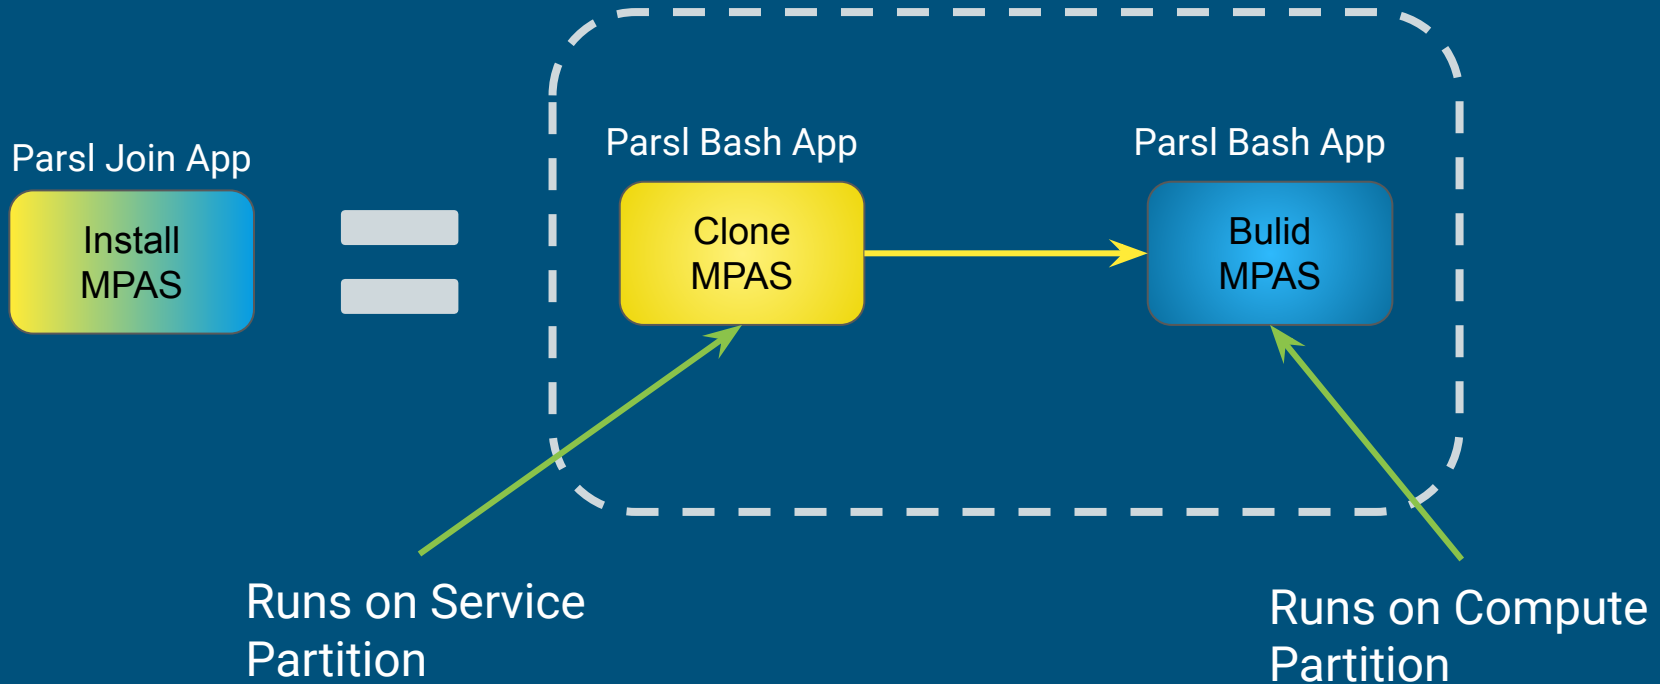 Parsl Join App
Install
MPAS
Parsl Bash App
Clone
MPAS
Parsl Bash App
Bulid
MPAS
Runs on Service
Partition
Runs on Compute
Partition